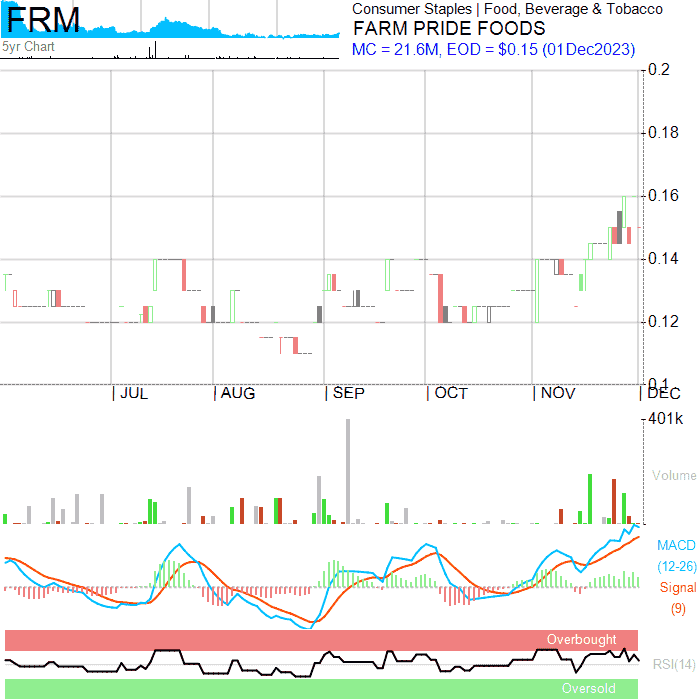 FRM
5yr Chart
Consumer Staples | Food, Beverage & Tobacco
FARM PRIDE FOODS
MC = 21.6M, EOD = $0.15 (01Dec2023)
0.2
0.18
0.16
0.14
0.12
0.1
| JUL | AUG | SEP | OCT | NOV | DEC
401k
Volume
MACD
(12-26)
Signal
(9)
Overbought
RSI(14)
Oversold